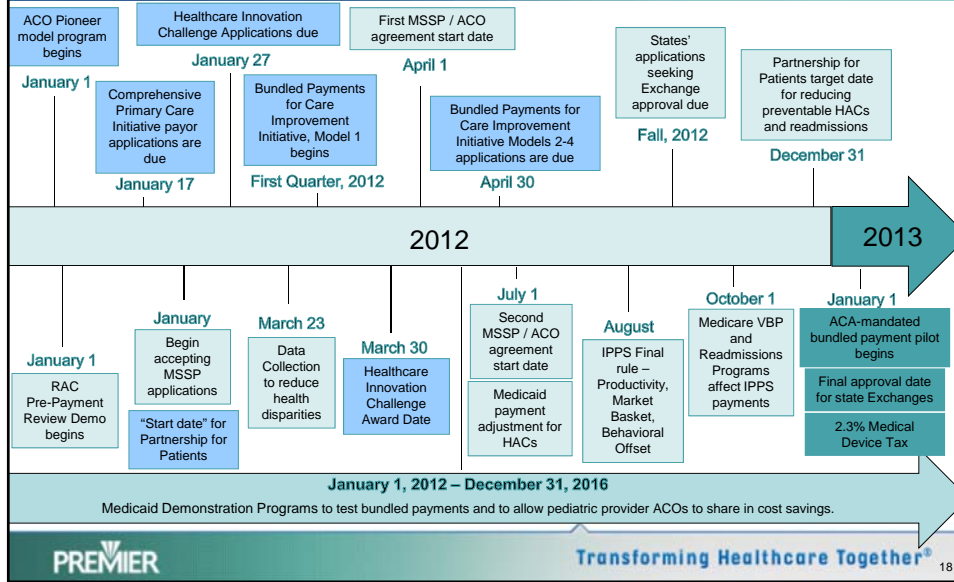 ACO Pioneer
model program
begins
January 1
Healthcare Innovation
Challenge Applications due
January 27
First MSSP / ACO
agreement start date
April 1
States'
applications
seeking
Exchange
approval due
Fall, 2012
Partnership for
Patients target date
for reducing
preventable HACs
and readmissions
December 31
Comprehensive
Primary Care
Initiative payor
applications are
due
January 17
Bundled Payments
for Care
Improvement
Initiative, Model 1
begins
First Quarter, 2012
Bundled Payments for
Care Improvement
Initiative Models 2-4
applications are due
April 30
2012
2013
January 1
RAC
Pre-Payment
Review Demo
begins
January
Begin
accepting
MSSP
applications
“Start date” for
Partnership for
Patients
March 23
Data
Collection to
reduce
health
disparities
March 30
Healthcare
Innovation
Challenge
Award Date
July 1
Second
MSSP / ACO
agreement
start date
Medicaid
payment
adjustment for
HACs
August
IPPS Final
rule –
Productivity,
Market
Basket,
Behavioral
Offset
October 1
Medicare VBP
and
Readmissions
Programs
affect IPPS
payments
January 1
ACA-mandated
bundled payment pilot
begins
Final approval date
for state Exchanges
2.3% Medical
Device Tax
January 1, 2012 – December 31, 2016
Medicaid Demonstration Programs to test bundled payments and to allow pediatric provider ACOs to share in cost savings.
PREMIER
Transforming Healthcare Together®
18